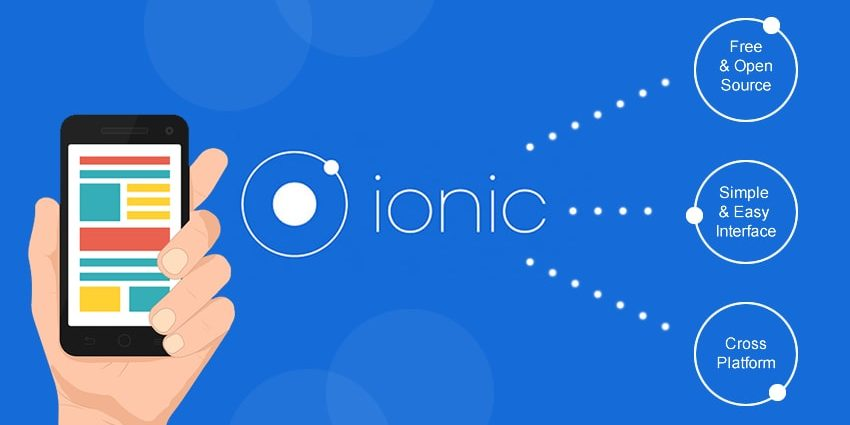 ionic
Free
& Open
Source
Simple
& Easy
Interface
Cross
Platform